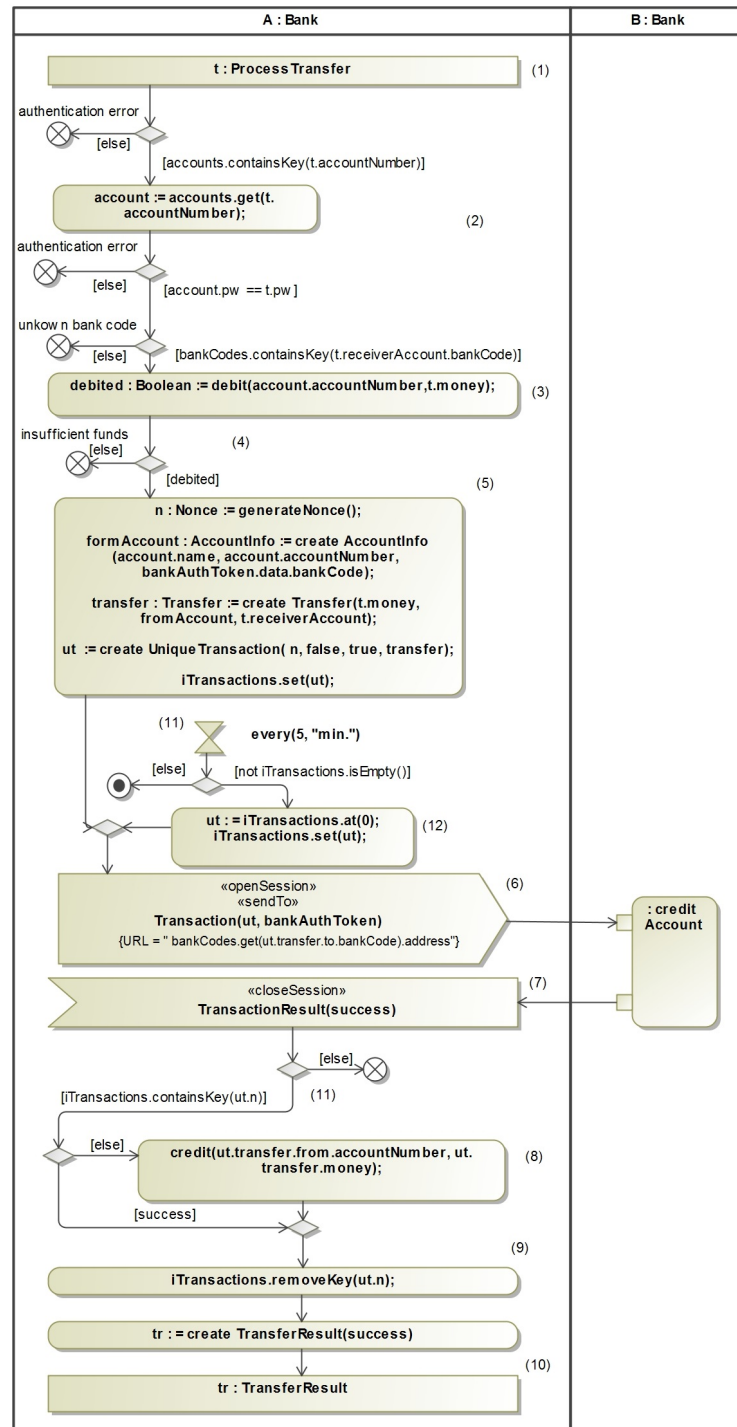 A : Bank
B : Bank
t : ProcessTransfer
(1)
authentication error
[else]
[accounts.containsKey(t.accountNumber)]
account := accounts.get(t.
accountNumber);
(2)
authentication error
[else]
[account.pw == t.pw ]
unkow n bank code
[else]
[bankCodes.containsKey(t.receiverAccount.bankCode)]
debited : Boolean := debit(account.accountNumber,t.money);
(3)
insufficient funds
[else]
(4)
[debited]
(5)
n : Nonce := generateNonce();
formAccount : AccountInfo := create AccountInfo
(account.name, account.accountNumber,
bankAuthToken.data.bankCode);
transfer : Transfer := create Transfer(t.money,
fromAccount, t.receiverAccount);
ut := create UniqueTransaction( n, false, true, transfer);
iTransactions.set(ut);
(11)
every(5, "min.")
[else]
[not iTransactions.isEmpty()]
ut : = iTransactions.at(0);
iTransactions.set(ut);
(12)
«openSession»
«sendTo»
Transaction(ut, bankAuthToken)
{URL = " bankCodes.get(ut.transfer.to.bankCode).address"}
(6)
: credit
Account
«closeSession»
TransactionResult(success)
(7)
[else]
[iTransactions.containsKey(ut.n)]
(11)
[else]
credit(ut.transfer.from.accountNumber, ut.
transfer.money);
(8)
[success]
(9)
iTransactions.removeKey(ut.n);
tr : = create TransferResult(success)
(10)
tr : TransferResult